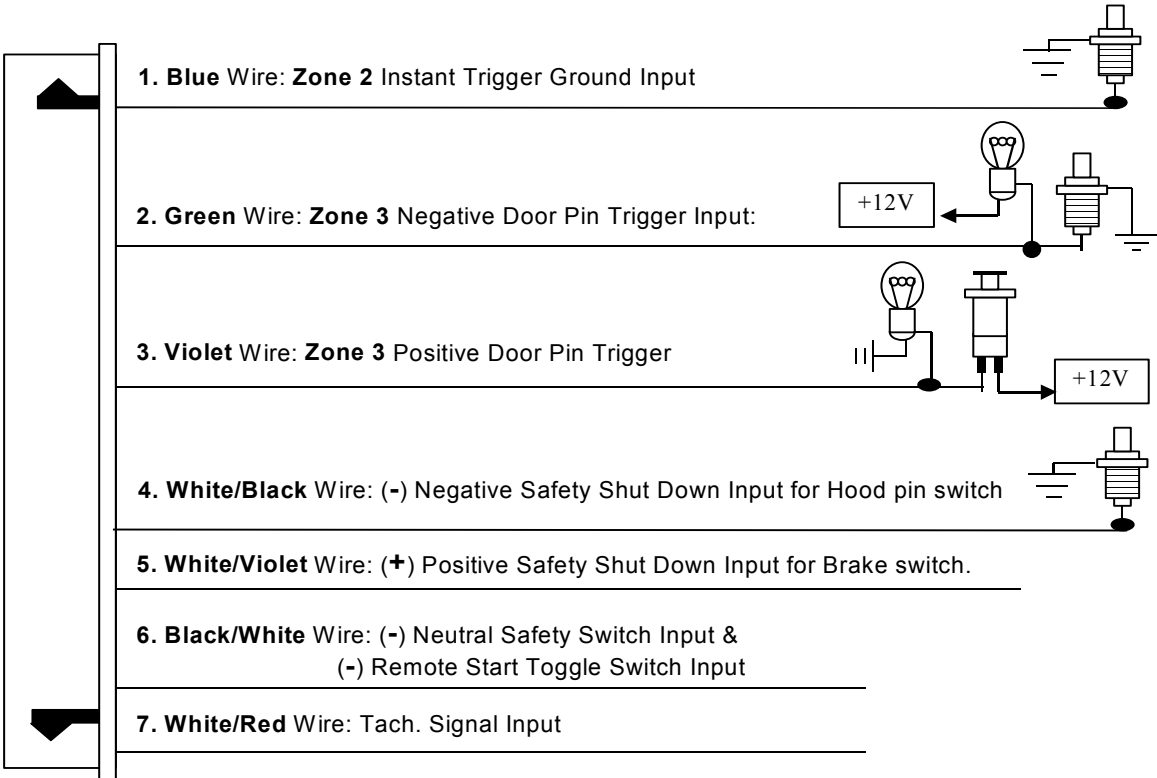 1. Blue Wire: Zone 2 Instant Trigger Ground Input
2. Green Wire: Zone 3 Negative Door Pin Trigger Input:
+12V
3. Violet Wire: Zone 3 Positive Door Pin Trigger
+12V
4. White/Black Wire: (-) Negative Safety Shut Down Input for Hood pin switch
5. White/Violet Wire: (+) Positive Safety Shut Down Input for Brake switch.
6. Black/White Wire: (-) Neutral Safety Switch Input &
(-) Remote Start Toggle Switch Input
7. White/Red Wire: Tach. Signal Input